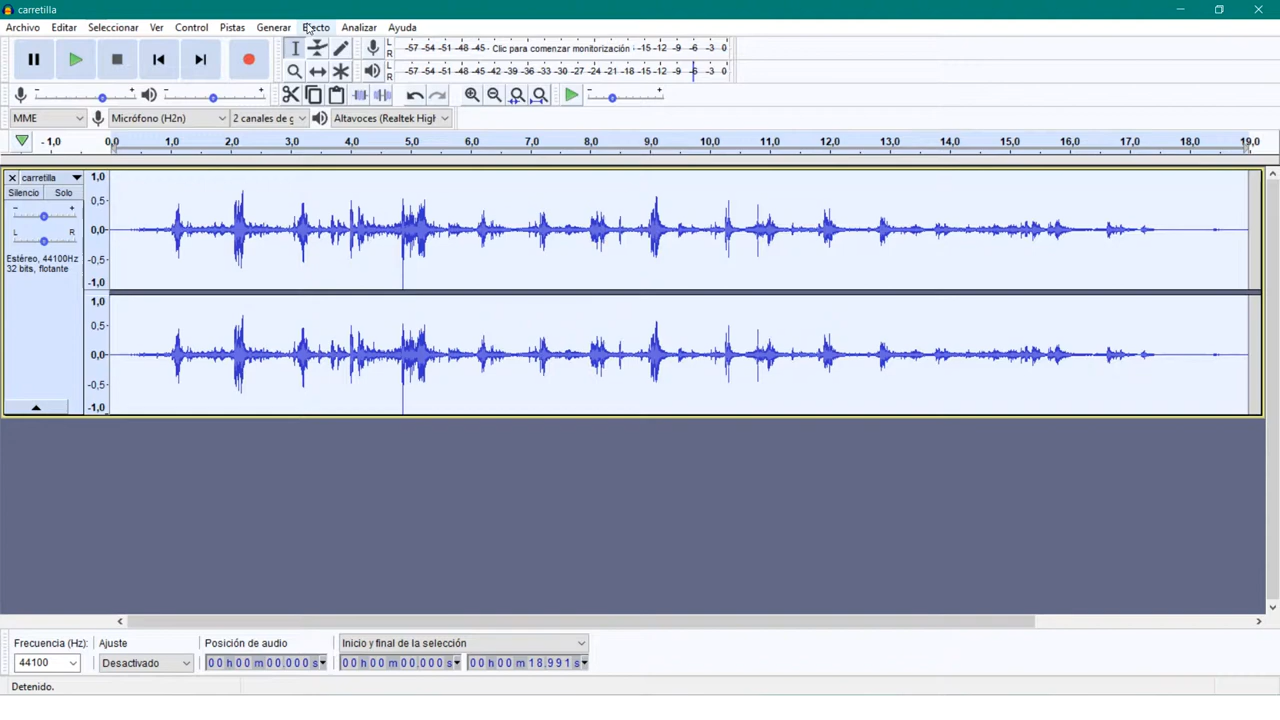 carretilla
Archivo Editar Seleccionar Ver Control Pistas Generar Efecto Analizar Ayuda
L R -57 -54 -51 -48 -45 - Clic para comenzar monitorización -15 -12 -9 -6 -3 0
L R -57 -54 -51 -48 -45 -42 -39 -36 -33 -30 -27 -24 -21 -18 -15 -12 -9 -6 -3 0
- + - + - +
MME Micrófono (H2n) 2 canales de g Altavoces (Realtek High
- 1,0 0,0 1,0 2,0 3,0 4,0 5,0 6,0 7,0 8,0 9,0 10,0 11,0 12,0 13,0 14,0 15,0 16,0 17,0 18,0 19,0
carretilla
Silencio Solo
- +
L R
Estéreo, 44100Hz
32 bits, flotante
1,0
0,5-
0,0-
-0,5-
-1,0
1,0
0,5-
0,0-
-0,5-
-1,0
Frecuencia (Hz): Ajuste Posición de audio Inicio y final de la selección
44100 Desactivado 00 h 00 m 00.000 s 00 h 00 m 00.000 s 00 h 00 m 18.991 s
Detenido.